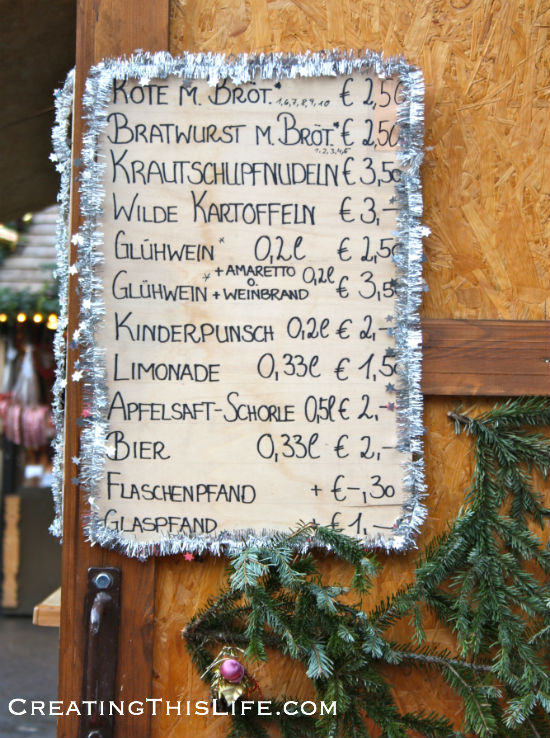 Rote m. Bröt.* 1,6,7,8,9,10 € 2,50
Bratwurst m. Bröt.* 1,2,3,4,5 € 2,50
Krautschupfnudeln € 3,50
Wilde Kartoffeln € 3,–
Glühwein* 0,2l € 2,50
Glühwein* + Amaretto o. + Weinbrand 0,2l € 3,50
Kinderpunsch 0,2l € 2,–
Limonade 0,33l € 1,50
Apfelsaft-Schorle 0,5l € 2,–
Bier 0,33l € 2,–
Flaschenpfand + €–,30
Glaspfand + € 1,–
CreatingThisLife.com